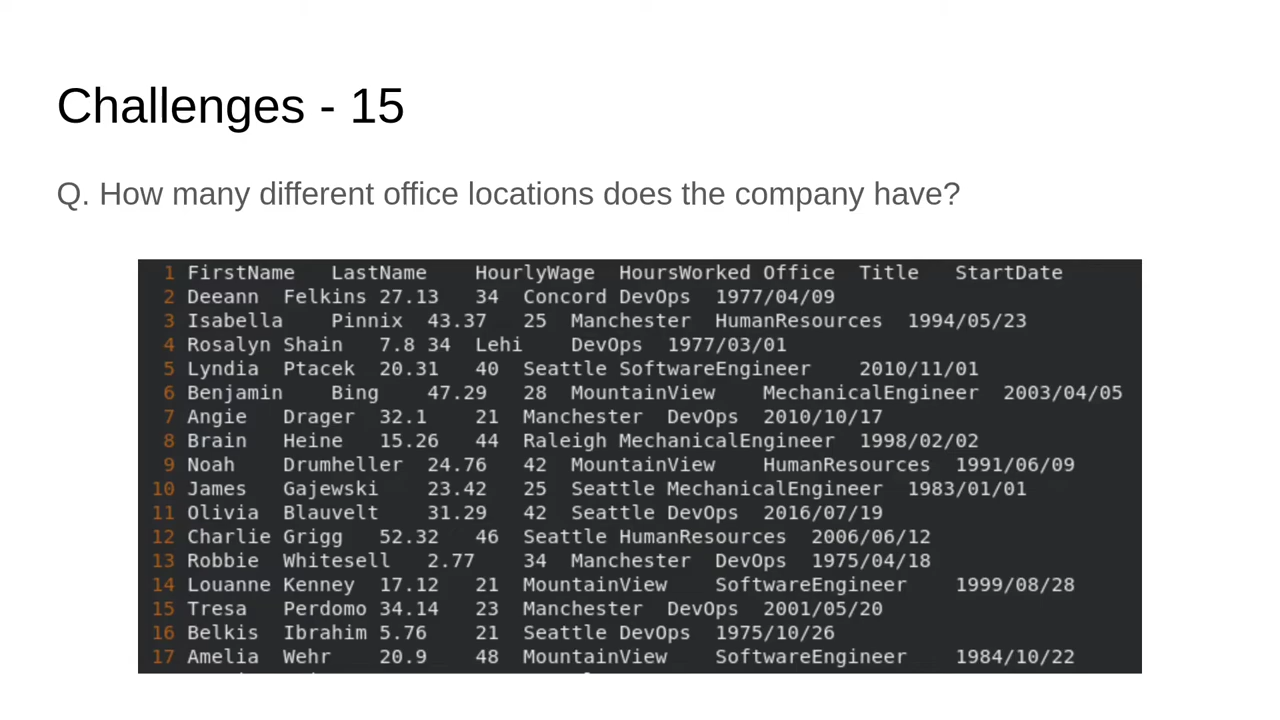 Challenges - 15
Q. How many different office locations does the company have?
1 FirstName LastName HourlyWage HoursWorked Office Title StartDate
2 Deeann Felkins 27.13 34 Concord DevOps 1977/04/09
3 Isabella Pinnix 43.37 25 Manchester HumanResources 1994/05/23
4 Rosalyn Shain 7.8 34 Lehi DevOps 1977/03/01
5 Lyndia Ptacek 20.31 40 Seattle SoftwareEngineer 2010/11/01
6 Benjamin Bing 47.29 28 MountainView MechanicalEngineer 2003/04/05
7 Angie Drager 32.1 21 Manchester DevOps 2010/10/17
8 Brain Heine 15.26 44 Raleigh MechanicalEngineer 1998/02/02
9 Noah Drumheller 24.76 42 MountainView HumanResources 1991/06/09
10 James Gajewski 23.42 25 Seattle MechanicalEngineer 1983/01/01
11 Olivia Blauvelt 31.29 42 Seattle DevOps 2016/07/19
12 Charlie Grigg 52.32 46 Seattle HumanResources 2006/06/12
13 Robbie Whitesell 2.77 34 Manchester DevOps 1975/04/18
14 Louanne Kenney 17.12 21 MountainView SoftwareEngineer 1999/08/28
15 Tresa Perdomo 34.14 23 Manchester DevOps 2001/05/20
16 Belkis Ibrahim 5.76 21 Seattle DevOps 1975/10/26
17 Amelia Wehr 20.9 48 MountainView SoftwareEngineer 1984/10/22